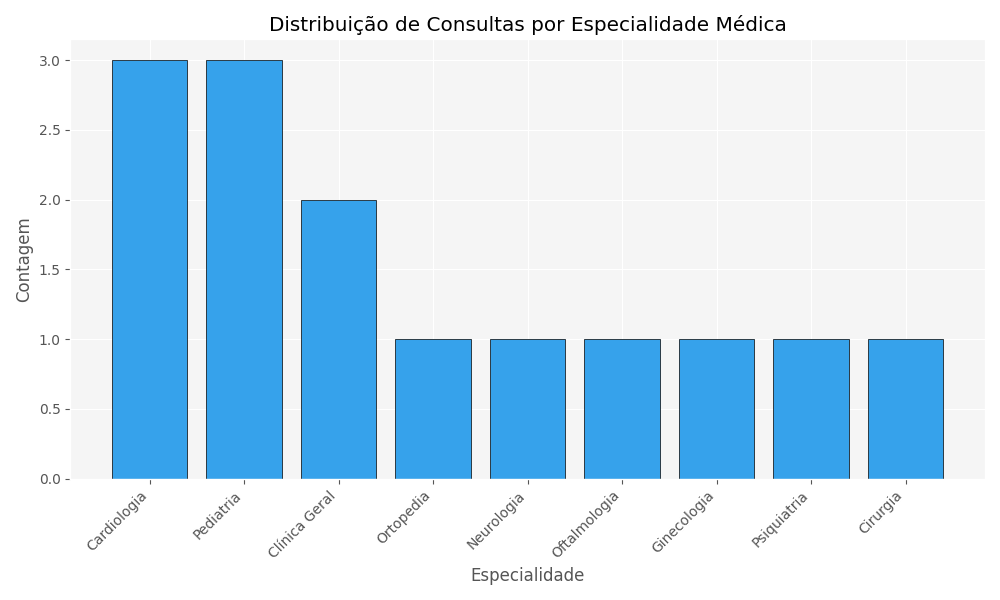 Distribuição de Consultas por Especialidade Médica
Contagem
3.0
2.5
2.0
1.5
1.0
0.5
0.0
Cardiologia
Pediatria
Clínica Geral
Ortopedia
Neurologia
Oftalmologia
Ginecologia
Psiquiatria
Cirurgia
Especialidade